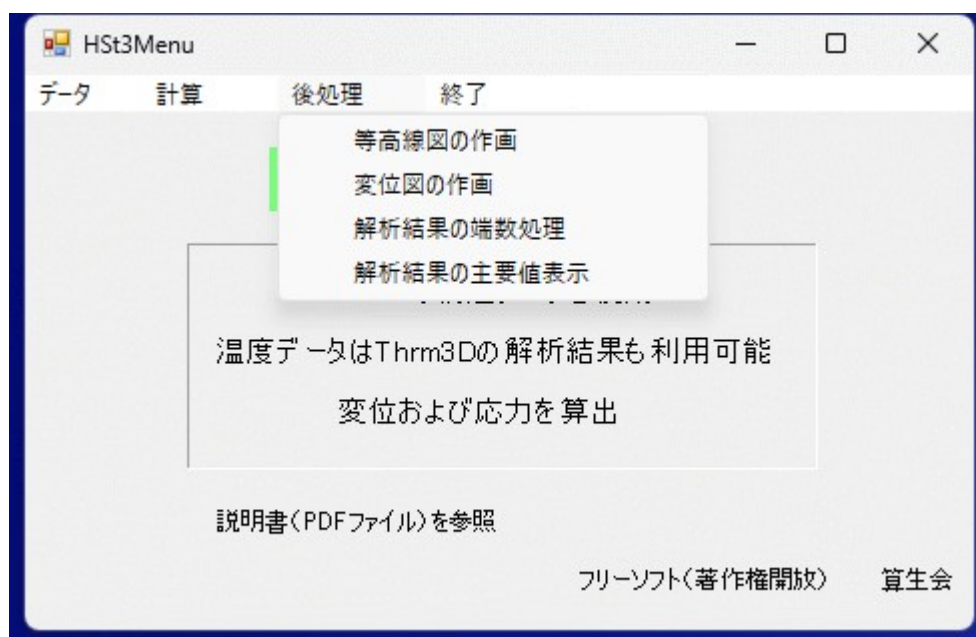 HSt3Menu
データ 計算 後処理 終了
等高線図の作画
変位図の作画
解析結果の端数処理
解析結果の主要値表示
温度データはThrm3Dの解析結果も利用可能
変位および応力を算出
説明書(PDFファイル)を参照
フリーソフト(著作権開放) 算生会